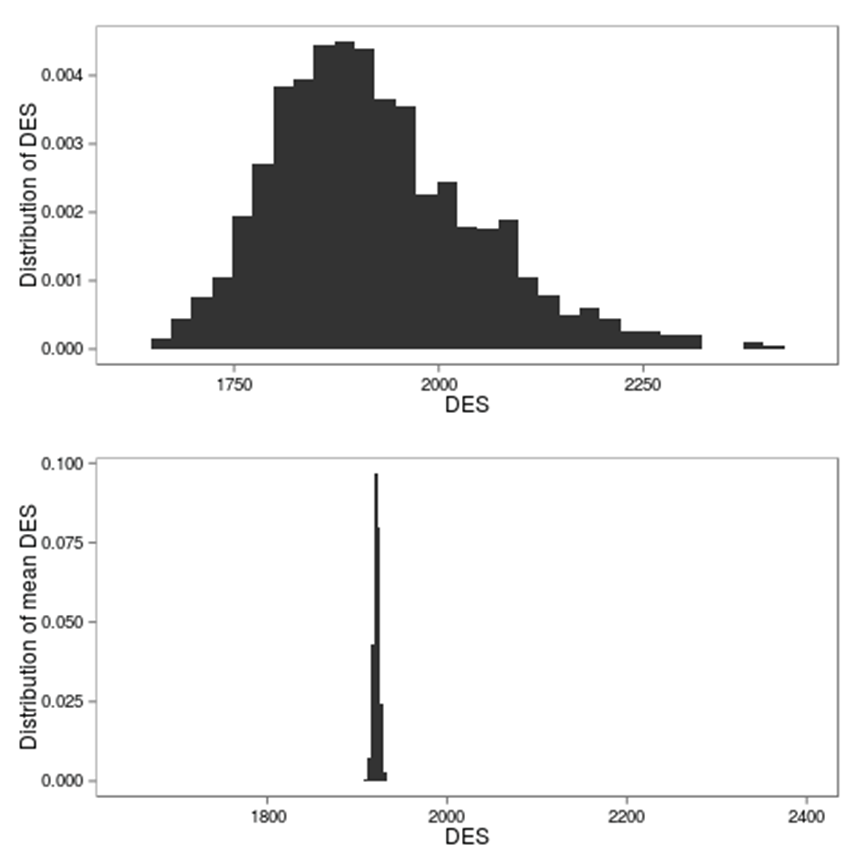 Distribution of DES
0.004
0.003
0.002
0.001
0.000
1750 2000 2250
DES
Distribution of mean DES
0.100
0.075
0.050
0.025
0.000
1800 2000 2200 2400
DES